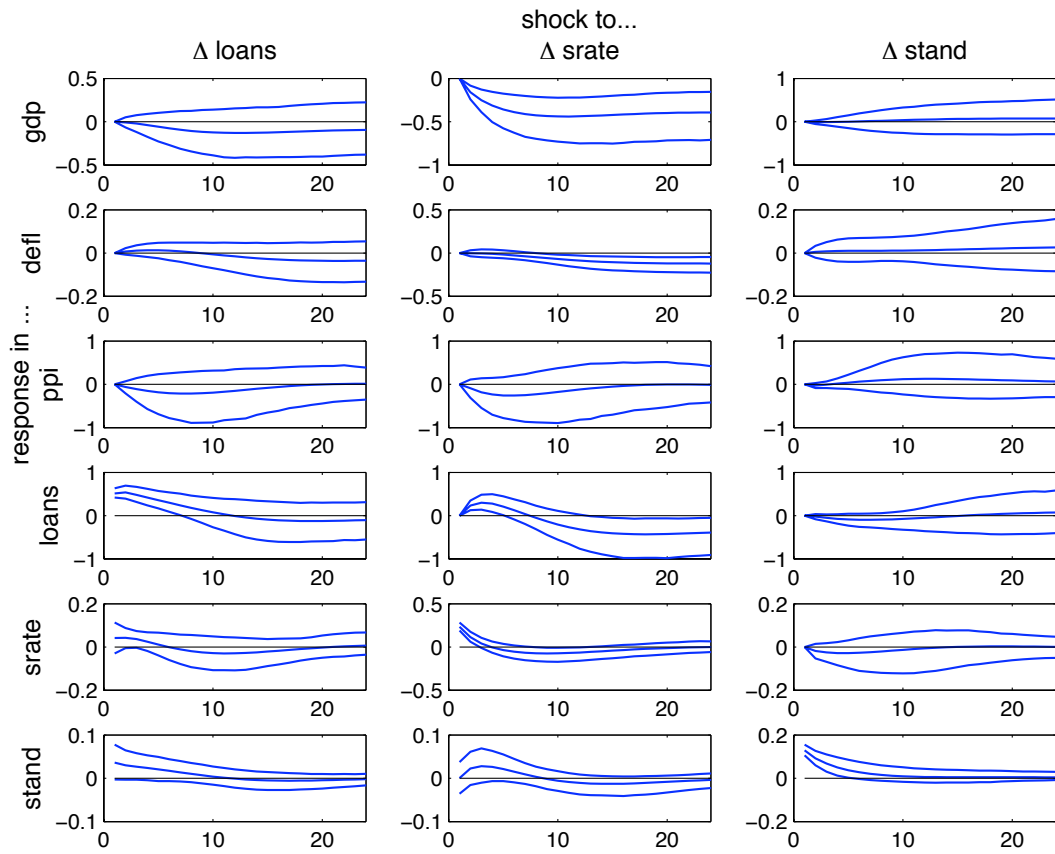 shock to...
Δ loans Δ srate Δ stand
response in ...
gdp
0.5 0 1
0 −0.5 0
−0.5 −1 −1
0 10 20 0 10 20 0 10 20
defl
0.2 0.5 0.2
0 0 0
−0.2 −0.5 −0.2
0 10 20 0 10 20 0 10 20
ppi
1 1 1
0 0 0
−1 −1 −1
0 10 20 0 10 20 0 10 20
loans
1 1 1
0 0 0
−1 −1 −1
0 10 20 0 10 20 0 10 20
srate
0.2 0.5 0.2
0 0 0
−0.2 −0.5 −0.2
0 10 20 0 10 20 0 10 20
stand
0.1 0.1 0.2
0 0 0
−0.1 −0.1 −0.2
0 10 20 0 10 20 0 10 20